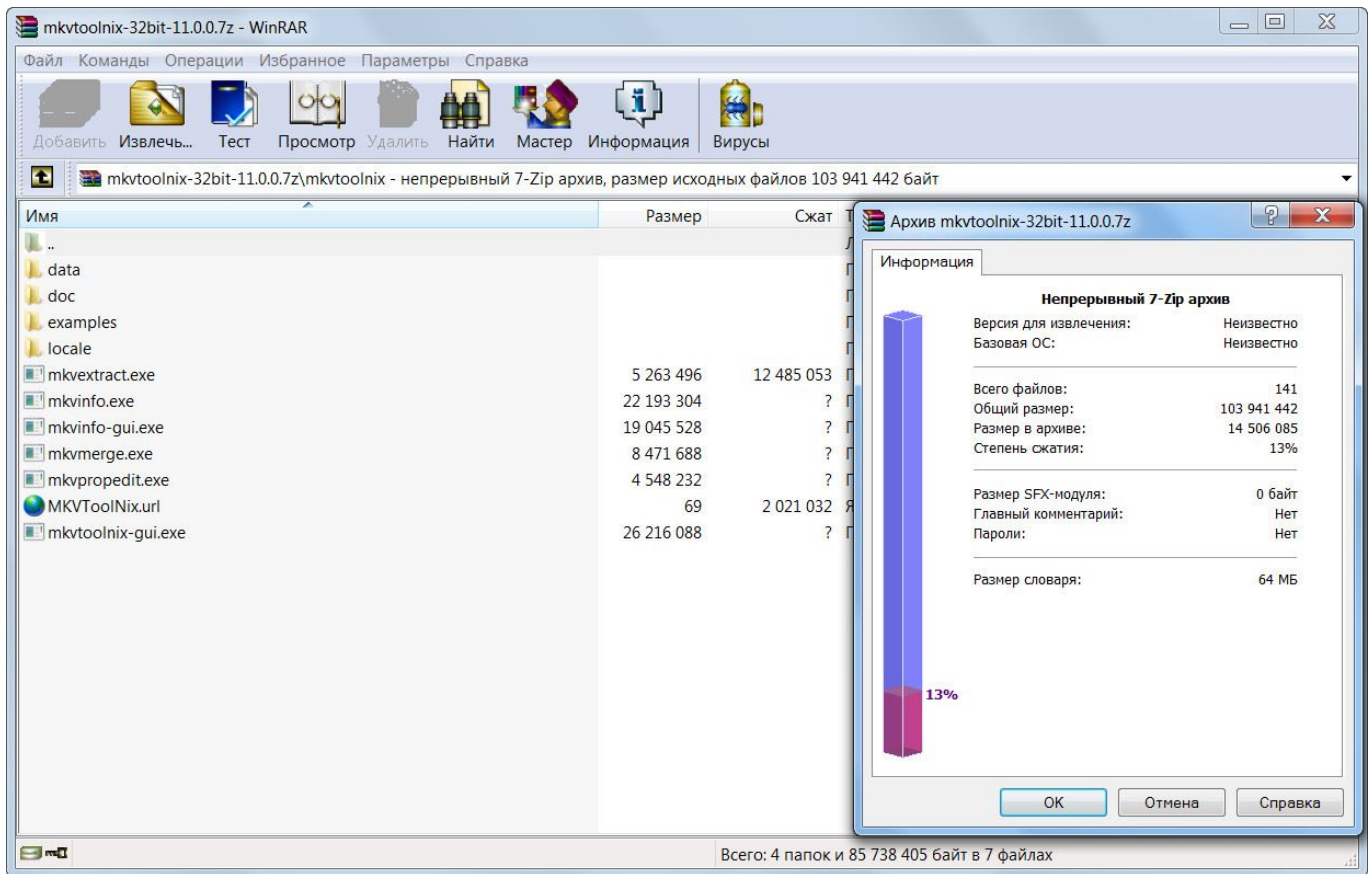 mkvtoolnix-32bit-11.0.0.7z - WinRAR
Файл Команды Операции Избранное Параметры Справка
Добавить Извлечь... Тест Просмотр Удалить Найти Мастер Информация Вирусы
mkvtoolnix-32bit-11.0.0.7z\mkvtoolnix - непрерывный 7-Zip архив, размер исходных файлов 103 941 442 байт
Имя Размер Сжат
..
data
doc
examples
locale
mkvextract.exe 5 263 496 12 485 053
mkvinfo.exe 22 193 304 ?
mkvinfo-gui.exe 19 045 528 ?
mkvmerge.exe 8 471 688 ?
mkvpropedit.exe 4 548 232 ?
MKVToolNix.url 69 2 021 032
mkvtoolnix-gui.exe 26 216 088 ?
Всего: 4 папок и 85 738 405 байт в 7 файлах
Архив mkvtoolnix-32bit-11.0.0.7z
Информация
Непрерывный 7-Zip архив
Версия для извлечения: Неизвестно
Базовая ОС: Неизвестно
Всего файлов: 141
Общий размер: 103 941 442
Размер в архиве: 14 506 085
Степень сжатия: 13%
Размер SFX-модуля: 0 байт
Главный комментарий: Нет
Пароли: Нет
Размер словаря: 64 МБ
13%
OK Отмена Справка